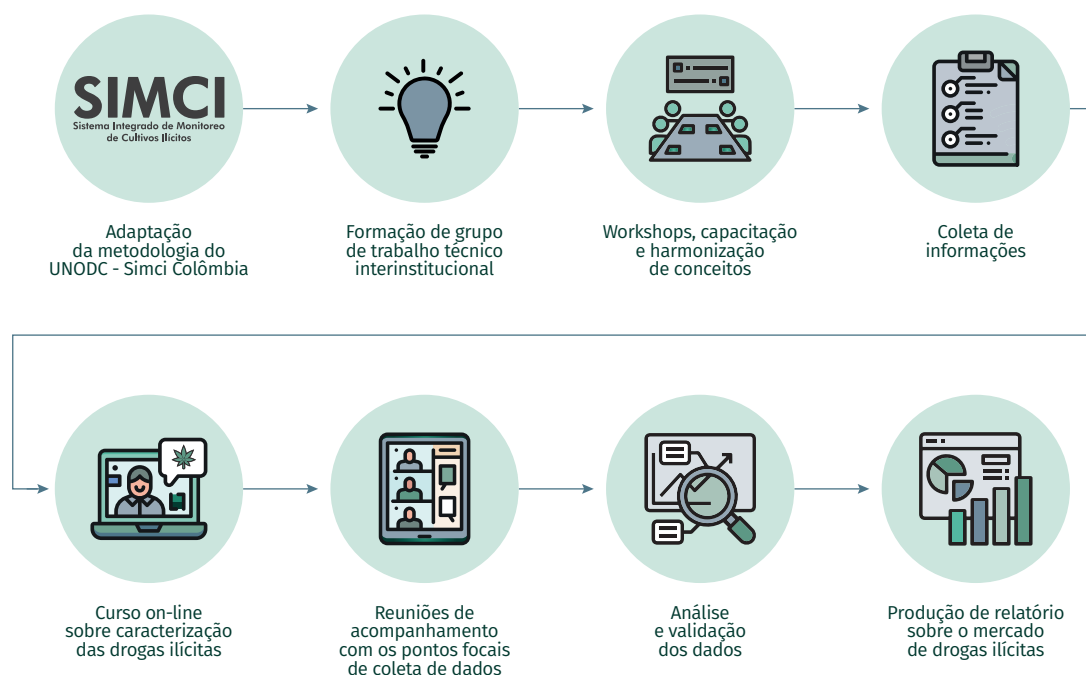 SIMCI
Sistema Integrado de Monitoreo
de Cultivos Ilícitos
Adaptação
da metodologia do
UNODC - Simci Colômbia
Formação de grupo
de trabalho técnico
interinstitucional
Workshops, capacitação
e harmonização
de conceitos
Coleta de
informações
Curso on-line
sobre caracterização
das drogas ilícitas
Reuniões de
acompanhamento
com os pontos focais
de coleta de dados
Análise
e validação
dos dados
Produção de relatório
sobre o mercado
de drogas ilícitas